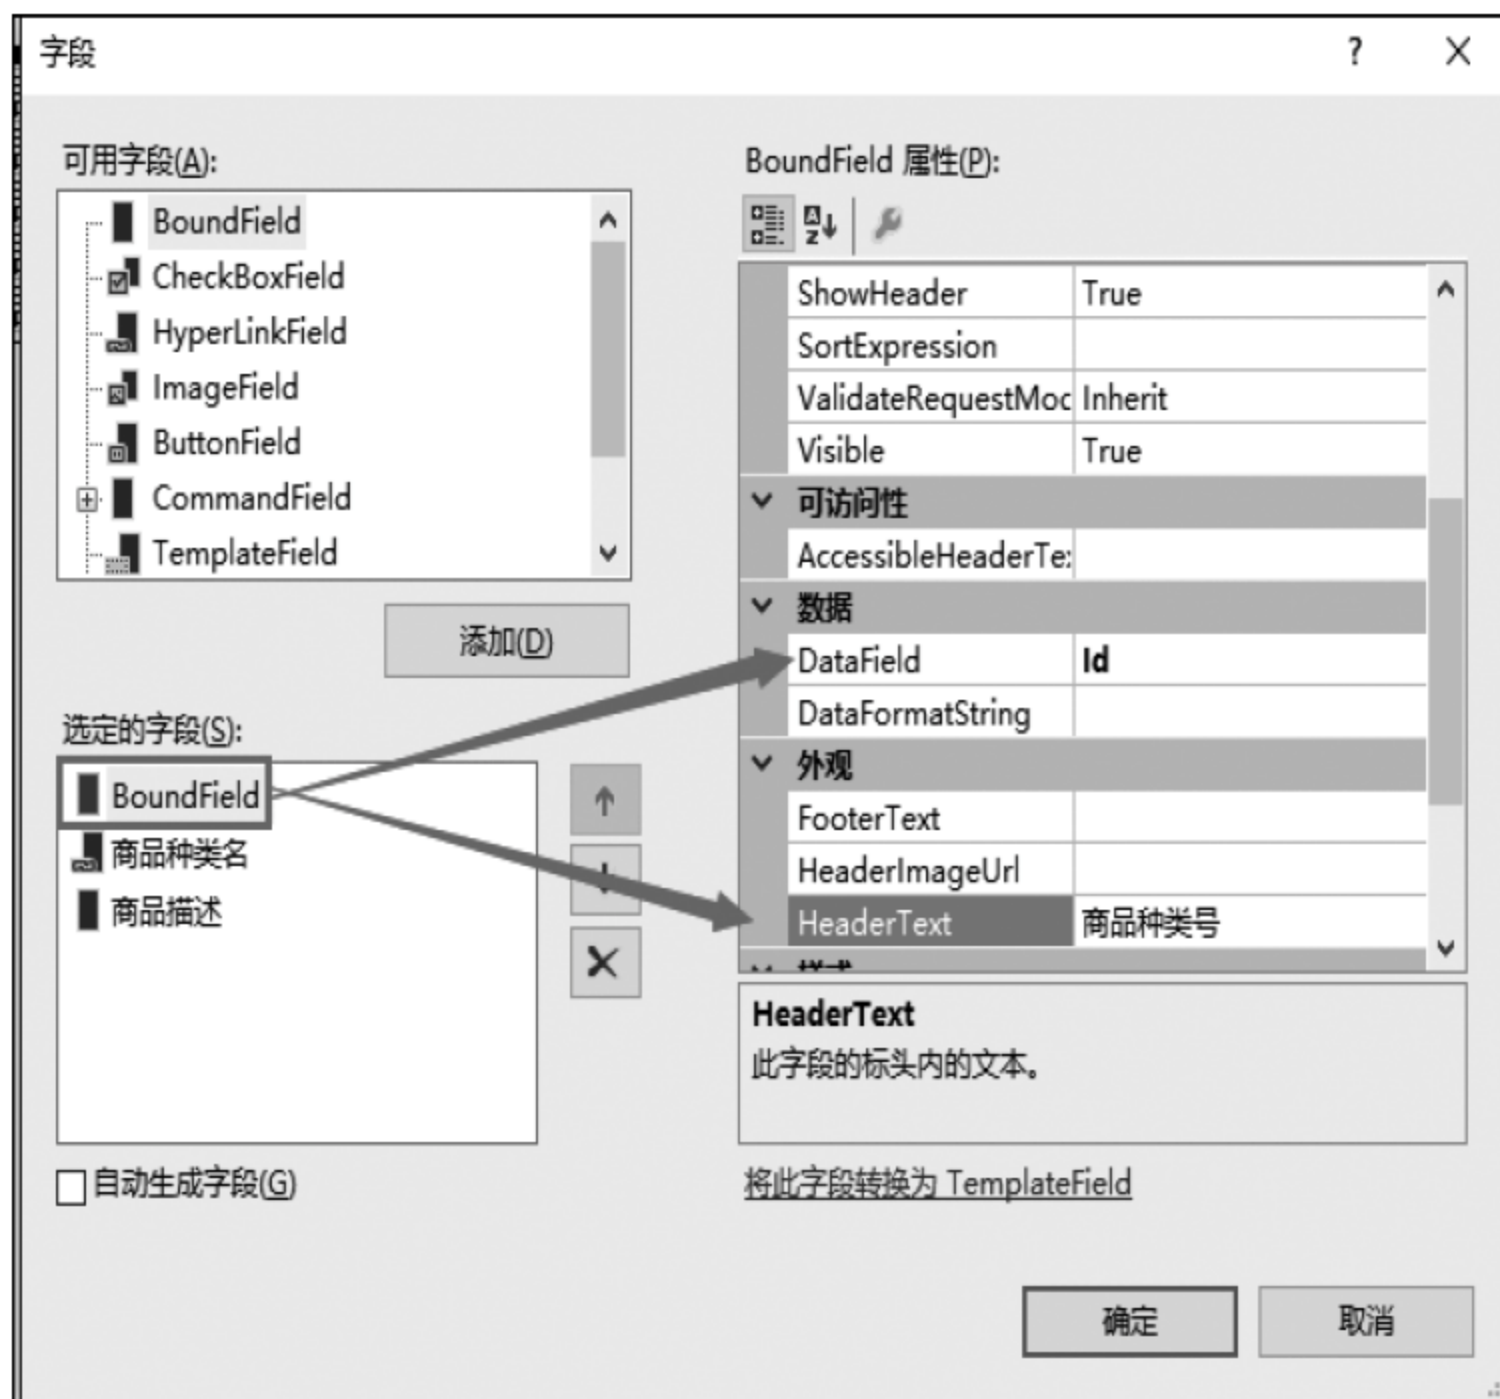 字段
?
可用字段(A):
BoundField
CheckBoxField
HyperLinkField
ImageField
ButtonField
CommandField
TemplateField
添加(D)
选定的字段(S):
BoundField
商品种类名
商品描述
自动生成字段(G)
BoundField 属性(P):
ShowHeader True
SortExpression
ValidateRequestMod Inherit
Visible True
可访问性
AccessibleHeaderTe
数据
DataField Id
DataFormatString
外观
FooterText
HeaderImageUrl
HeaderText 商品种类号
HeaderText
此字段的标头内的文本。
将此字段转换为 TemplateField
确定
取消